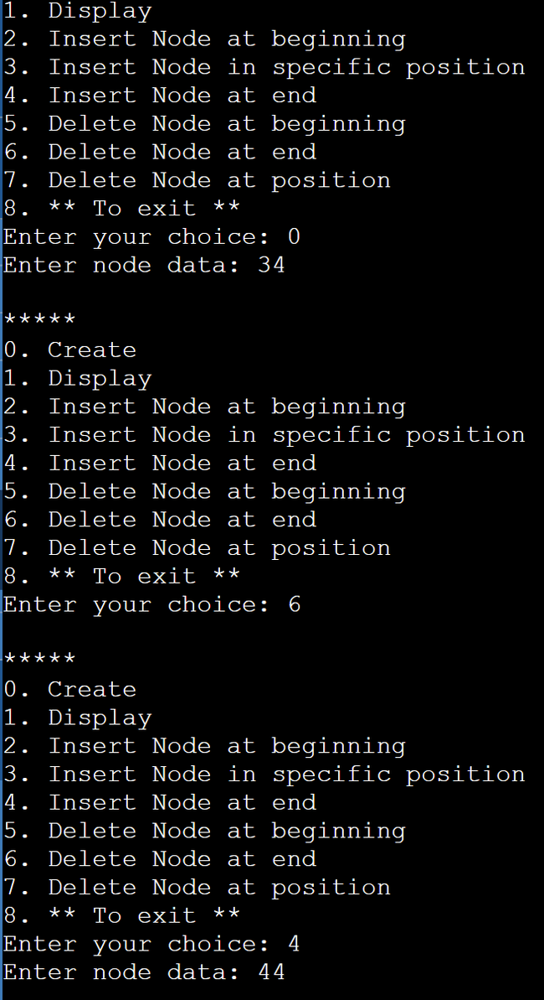 1. Display
2. Insert Node at beginning
3. Insert Node in specific position
4. Insert Node at end
5. Delete Node at beginning
6. Delete Node at end
7. Delete Node at position
8. ** To exit **
Enter your choice: 0
Enter node data: 34
*****
0. Create
1. Display
2. Insert Node at beginning
3. Insert Node in specific position
4. Insert Node at end
5. Delete Node at beginning
6. Delete Node at end
7. Delete Node at position
8. ** To exit **
Enter your choice: 6
*****
0. Create
1. Display
2. Insert Node at beginning
3. Insert Node in specific position
4. Insert Node at end
5. Delete Node at beginning
6. Delete Node at end
7. Delete Node at position
8. ** To exit **
Enter your choice: 4
Enter node data: 44